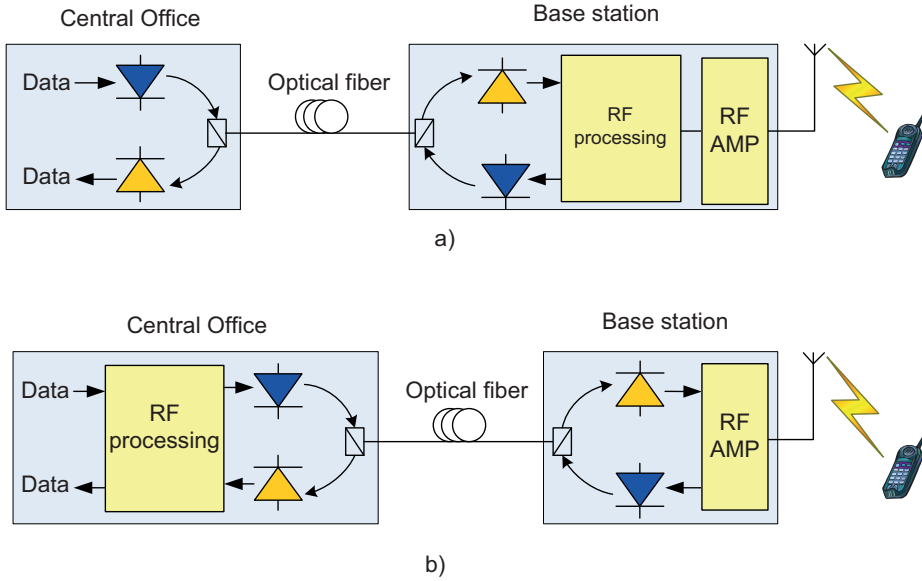 Central Office
Base station
Data
Optical fiber
RF
processing
RF
AMP
Data
a)
Central Office
Base station
Data
RF
processing
Optical fiber
RF
AMP
Data
b)